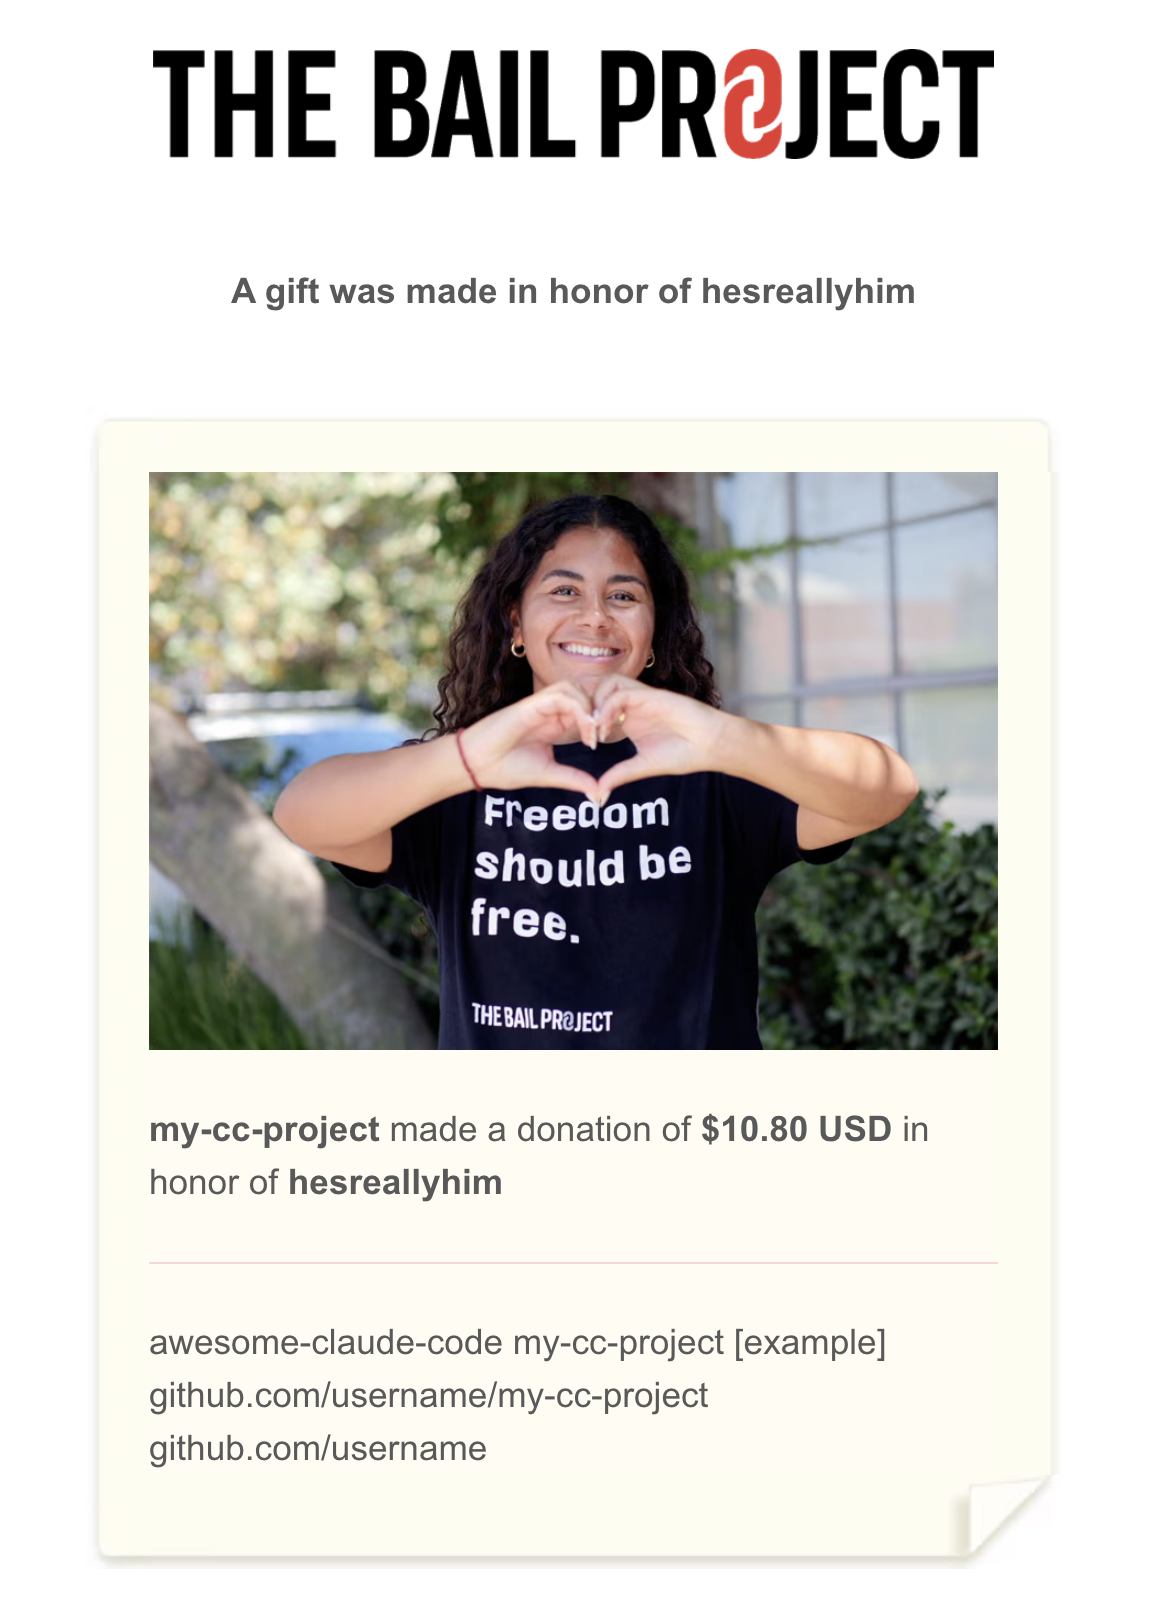 THE BAIL PROJECT
A gift was made in honor of hesreallyhim
Freedom
should be
free.
THE BAIL PROJECT
my-cc-project made a donation of $10.80 USD in
honor of hesreallyhim
awesome-claude-code my-cc-project [example]
github.com/username/my-cc-project
github.com/username